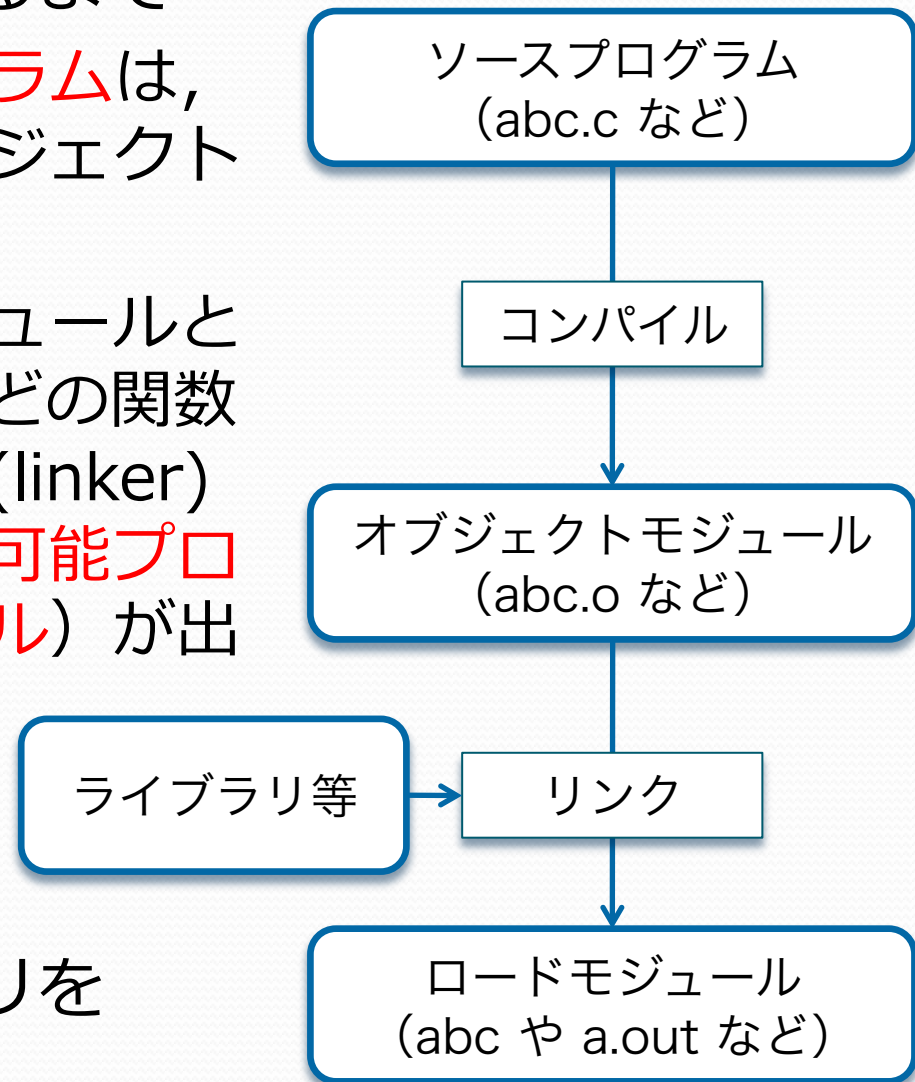 るまで
ラムは,
ジェクト
ュールと
どの関数
(linker)
可能プロ
ル）が出
リを
ソースプログラム
（abc.c など）
コンパイル
オブジェクトモジュール
（abc.o など）
ライブラリ等
リンク
ロードモジュール
（abc や a.out など）